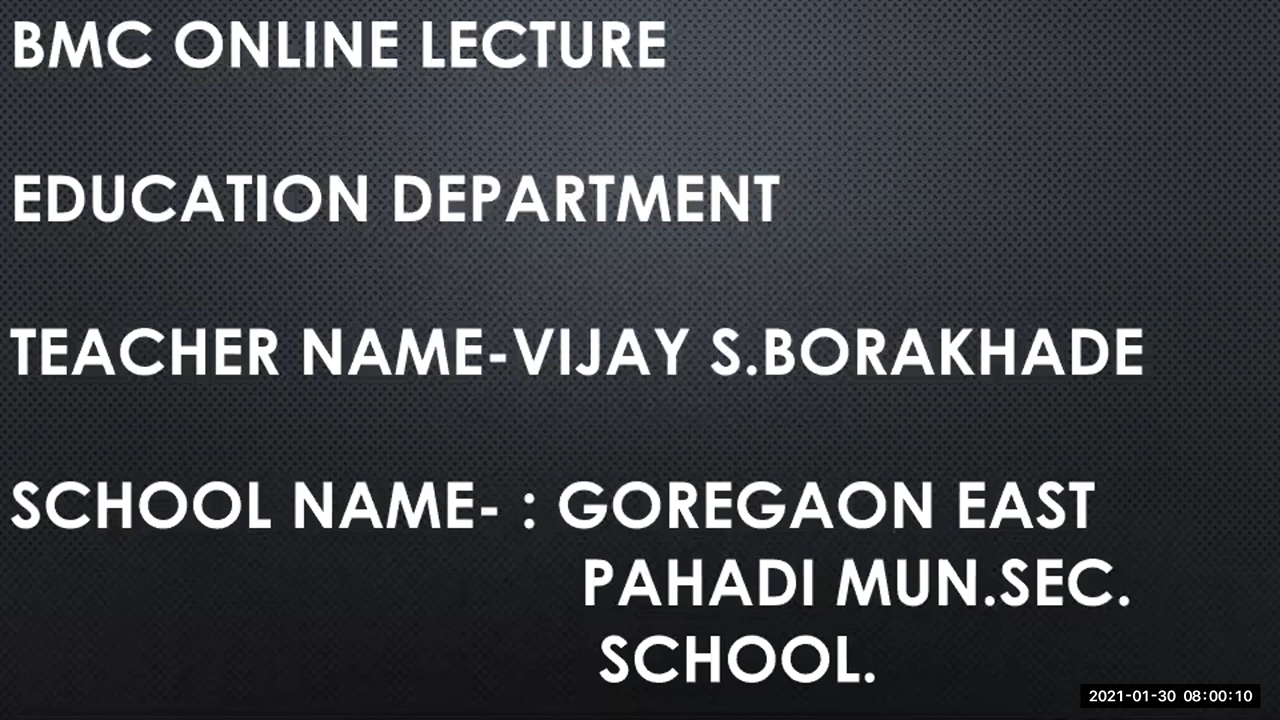 BMC ONLINE LECTURE
EDUCATION DEPARTMENT
TEACHER NAME-VIJAY S.BORAKHADE
SCHOOL NAME- : GOREGAON EAST
PAHADI MUN.SEC.
SCHOOL.
2021-01-30 08:00:10